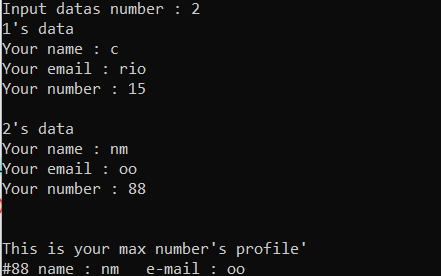 Input datas number : 2
1's data
Your name : c
Your email : rio
Your number : 15
2's data
Your name : nm
Your email : oo
Your number : 88
This is your max number's profile'
#88 name : nm   e-mail : oo